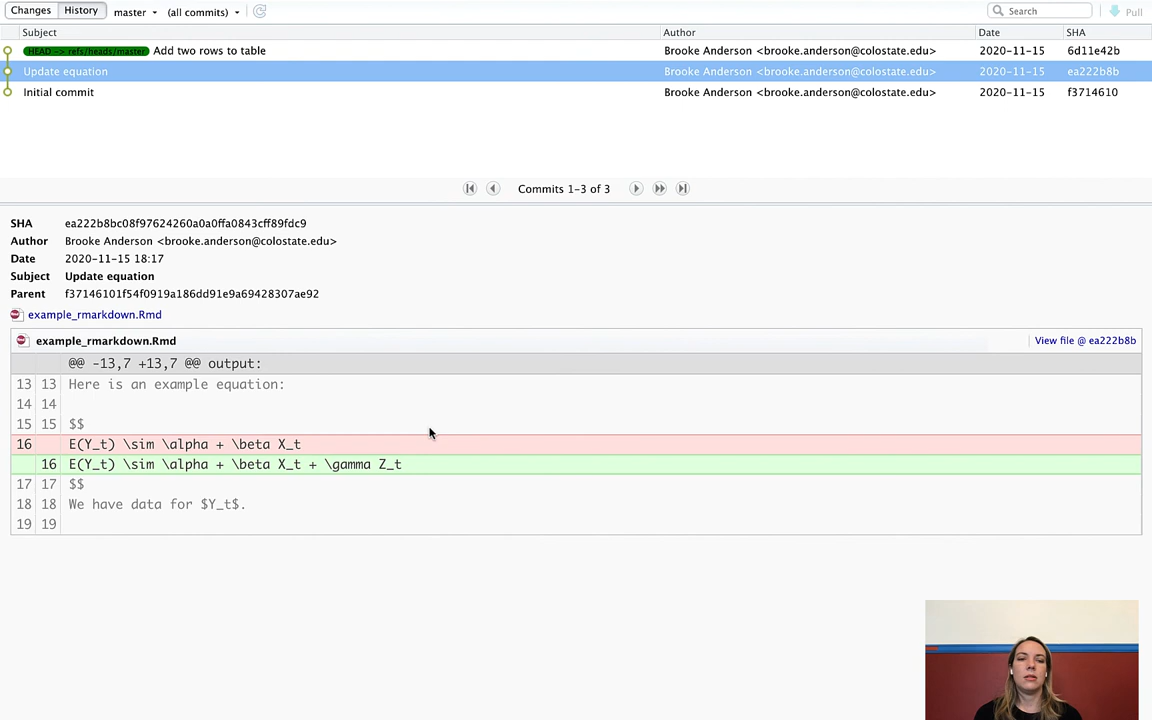 Changes History master (all commits) Search Pull
Subject Author Date SHA
HEAD -> refs/heads/master Add two rows to table Brooke Anderson <brooke.anderson@colostate.edu> 2020-11-15 6d11e42b
Update equation Brooke Anderson <brooke.anderson@colostate.edu> 2020-11-15 ea222b8b
Initial commit Brooke Anderson <brooke.anderson@colostate.edu> 2020-11-15 f3714610
Commits 1-3 of 3
SHA ea222b8bc08f97624260a0a0ffa0843cff89fdc9
Author Brooke Anderson <brooke.anderson@colostate.edu>
Date 2020-11-15 18:17
Subject Update equation
Parent f37146101f54f0919a186dd91e9a69428307ae92
example_rmarkdown.Rmd
example_rmarkdown.Rmd View file @ ea222b8b
@@ -13,7 +13,7 @@ output:
13 13 Here is an example equation:
14 14
15 15 $$
16 E(Y_t) \sim \alpha + \beta X_t
16 E(Y_t) \sim \alpha + \beta X_t + \gamma Z_t
17 17 $$
18 18 We have data for $Y_t$.
19 19